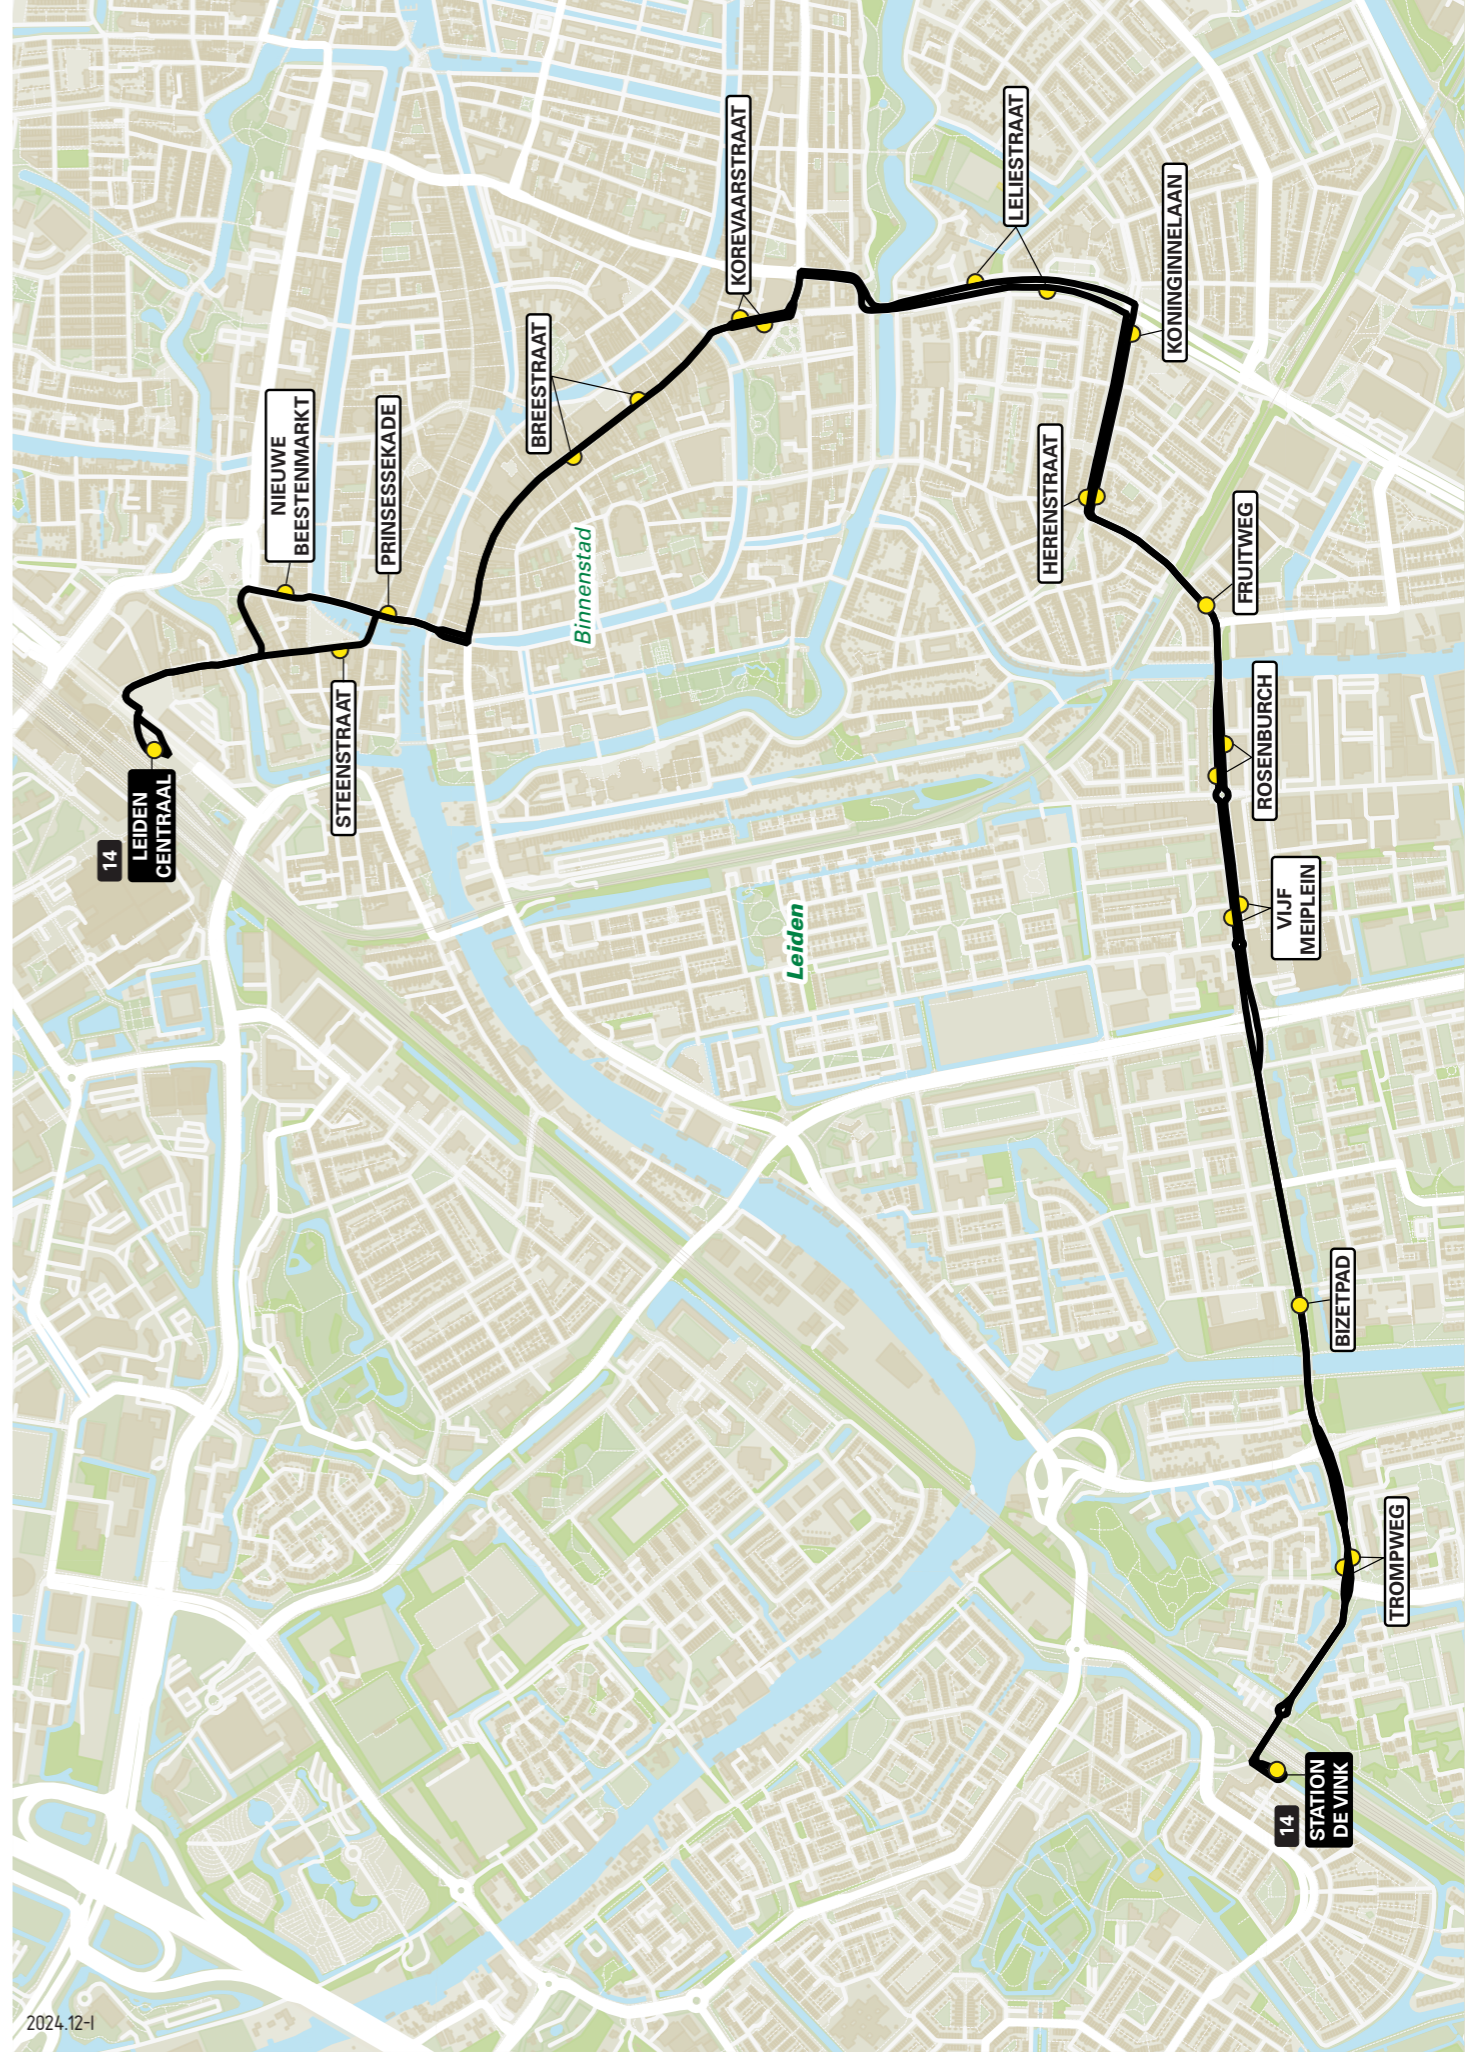 14
LEIDEN
CENTRAAL
STEENSTRAAT
NIEUWE
BEESTENMARKT
PRINSESSEKADE
BREESTRAAT
Binnenstad
KOREVAARSTRAAT
LELIESTRAAT
KONINGINNELAAN
HERENSTRAAT
FRUITWEG
ROSENBURCH
VIJF
MEIPLEIN
Leiden
BIZETPAD
TROMPWEG
14
STATION
DE VINK
2024.12-I